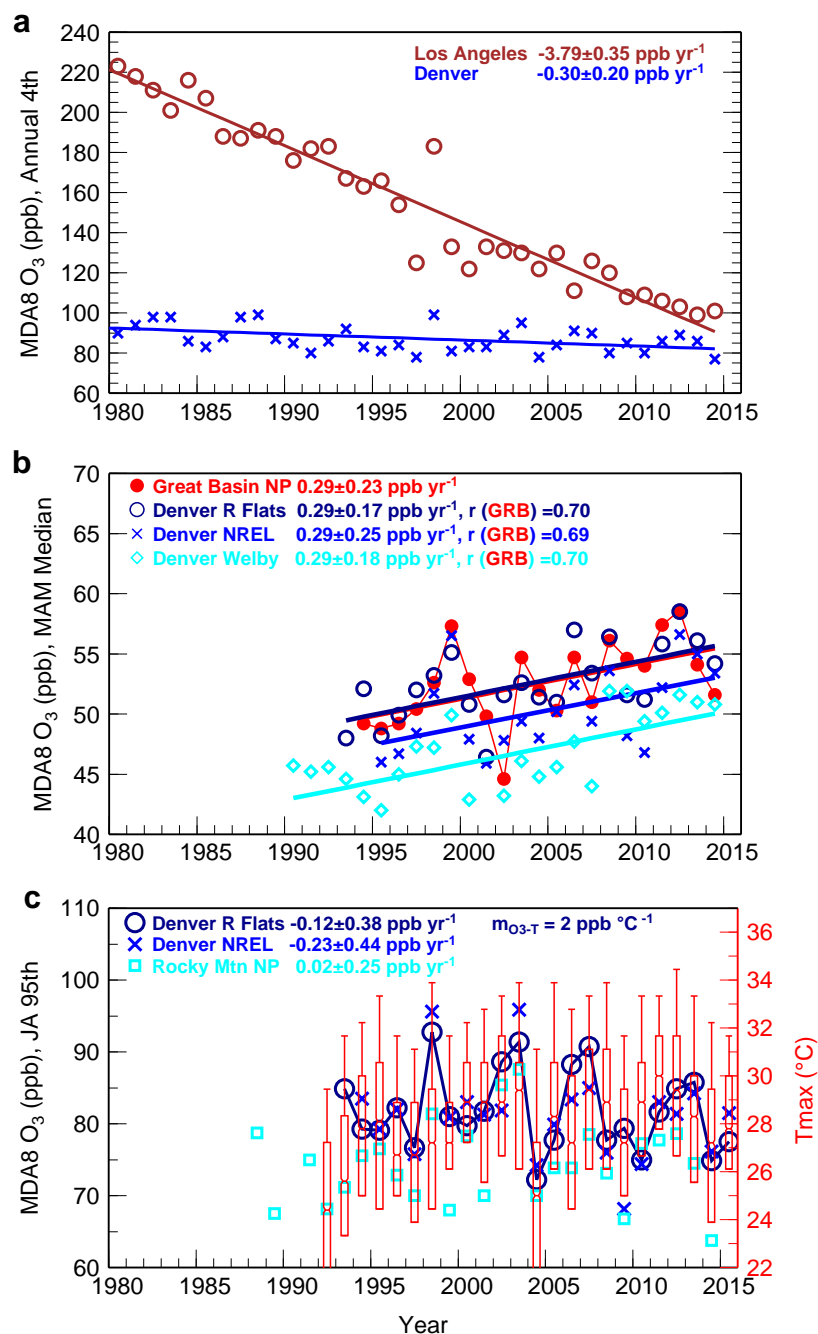 a
Los Angeles -3.79±0.35 ppb yr-1
Denver -0.30±0.20 ppb yr-1
MDA8 O3 (ppb), Annual 4th
240
220
200
180
160
140
120
100
80
60
1980 1985 1990 1995 2000 2005 2010 2015
b
Great Basin NP 0.29±0.23 ppb yr-1
Denver R Flats 0.29±0.17 ppb yr-1, r (GRB) =0.70
Denver NREL 0.29±0.25 ppb yr-1, r (GRB) =0.69
Denver Welby 0.29±0.18 ppb yr-1, r (GRB) =0.70
MDA8 O3 (ppb), MAM Median
70
65
60
55
50
45
40
1980 1985 1990 1995 2000 2005 2010 2015
c
Denver R Flats -0.12±0.38 ppb yr-1 mO3-T = 2 ppb °C-1
Denver NREL -0.23±0.44 ppb yr-1
Rocky Mtn NP 0.02±0.25 ppb yr-1
MDA8 O3 (ppb), JA 95th
110
100
90
80
70
60
36
34
32
30
28
26
24
22
Tmax (°C)
1980 1985 1990 1995 2000 2005 2010 2015
Year